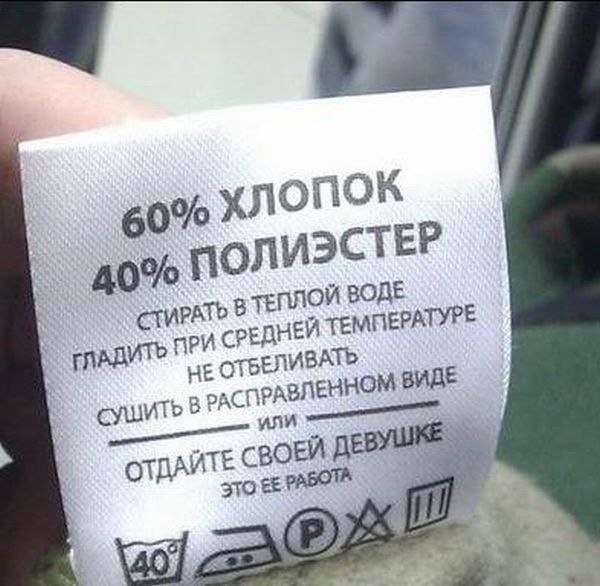 60% ХЛОПОК
40% ПОЛИЭСТЕР
СТИРАТЬ В ТЕПЛОЙ ВОДЕ
ГЛАДИТЬ ПРИ СРЕДНЕЙ ТЕМПЕРАТУРЕ
НЕ ОТБЕЛИВАТЬ
СУШИТЬ В РАСПРАВЛЕННОМ ВИДЕ
ИЛИ
ОТДАЙТЕ СВОЕЙ ДЕВУШКЕ
ЭТО ЕЕ РАБОТА
40° P